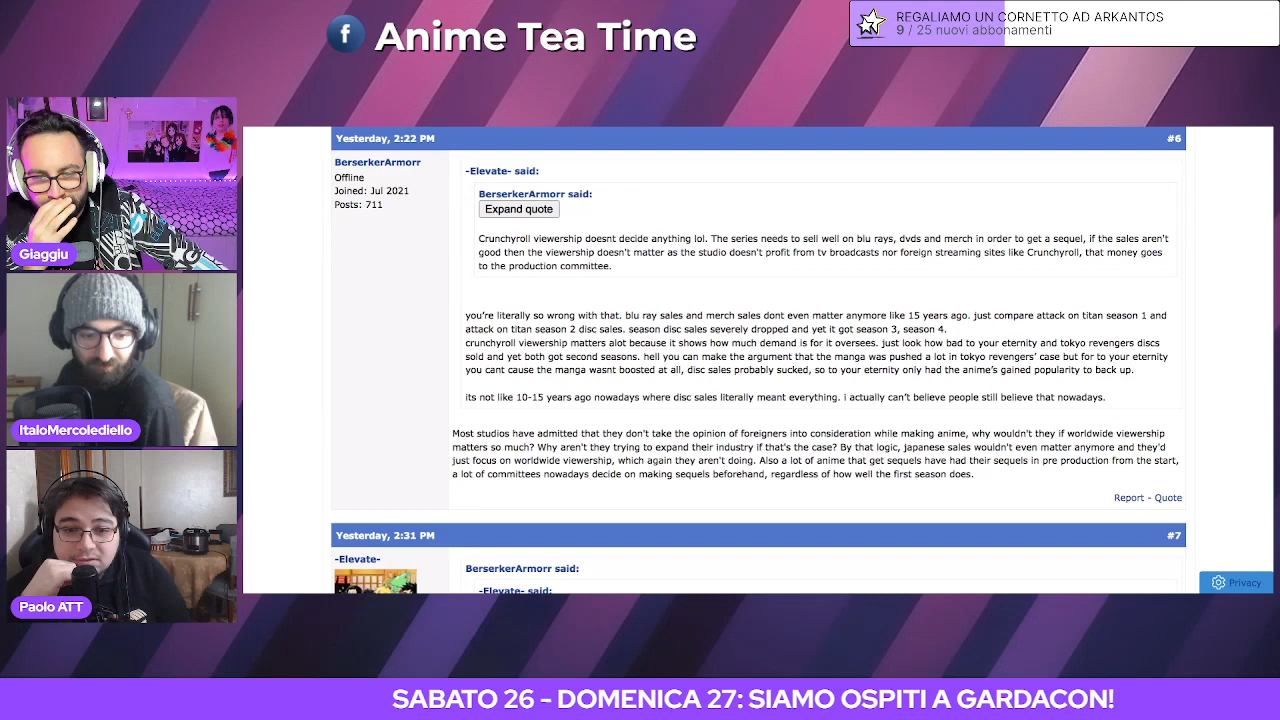 f Anime Tea Time
REGALIAMO UN CORNETTO AD ARKANTOS
9 / 25 nuovi abbonamenti
Giaggiu
ItaloMercolediello
Paolo ATT
Yesterday, 2:22 PM #6
BerserkerArmorr
Offline
Joined: Jul 2021
Posts: 711
-Elevate- said:
BerserkerArmorr said:
Expand quote
Crunchyroll viewership doesnt decide anything lol. The series needs to sell well on blu rays, dvds and merch in order to get a sequel, if the sales aren't
good then the viewership doesn't matter as the studio doesn't profit from tv broadcasts nor foreign streaming sites like Crunchyroll, that money goes
to the production committee.
you're literally so wrong with that. blu ray sales and merch sales dont even matter anymore like 15 years ago. just compare attack on titan season 1 and
attack on titan season 2 disc sales. season disc sales severely dropped and yet it got season 3, season 4.
crunchyroll viewership matters alot because it shows how much demand is for it oversees. just look how bad to your eternity and tokyo revengers discs
sold and yet both got second seasons. hell you can make the argument that the manga was pushed a lot in tokyo revengers' case but for to your eternity
you cant cause the manga wasnt boosted at all, disc sales probably sucked, so to your eternity only had the anime's gained popularity to back up.
its not like 10-15 years ago nowadays where disc sales literally meant everything. i actually can't believe people still believe that nowadays.
Most studios have admitted that they don't take the opinion of foreigners into consideration while making anime, why wouldn't they if worldwide viewership
matters so much? Why aren't they trying to expand their industry if that's the case? By that logic, japanese sales wouldn't even matter anymore and they'd
just focus on worldwide viewership, which again they aren't doing. Also a lot of anime that get sequels have had their sequels in pre production from the start,
a lot of committees nowadays decide on making sequels beforehand, regardless of how well the first season does.
Report - Quote
Yesterday, 2:31 PM #7
-Elevate-
BerserkerArmorr said:
-Elevate- said:
Privacy
SABATO 26 - DOMENICA 27: SIAMO OSPITI A GARDACON!